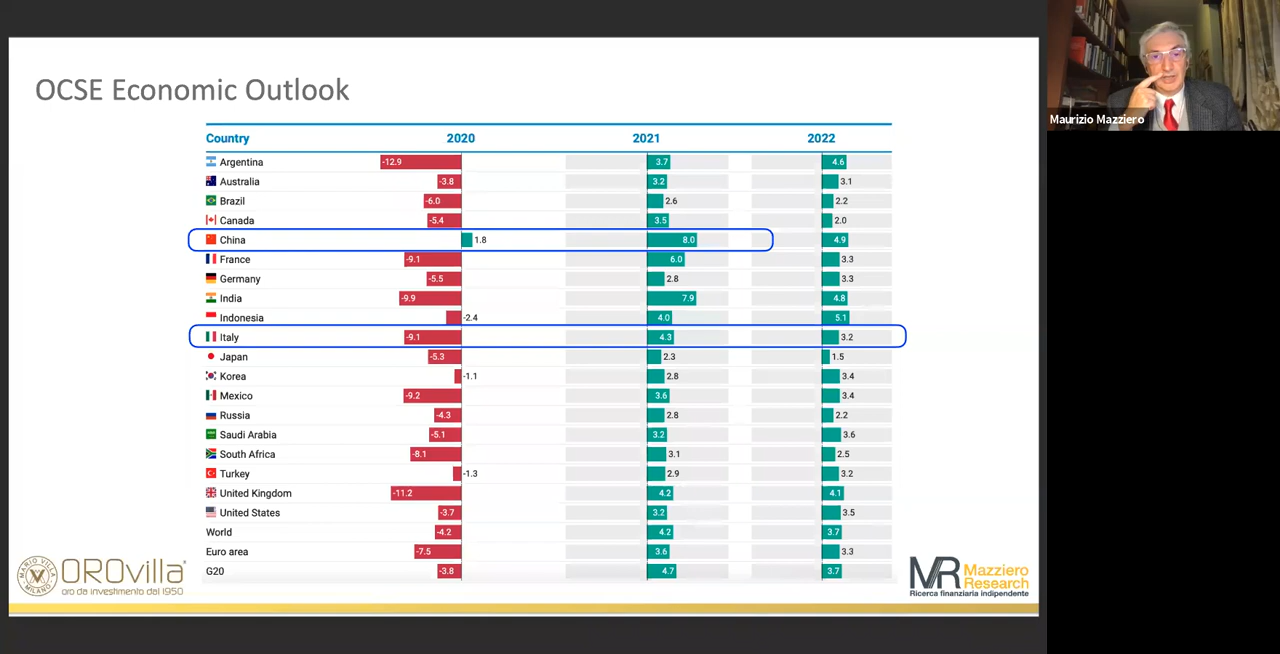 Maurizio Mazziero
OCSE Economic Outlook
Country 2020 2021 2022
Argentina -12.9 3.7 4.6
Australia -3.8 3.2 3.1
Brazil -6.0 2.6 2.2
Canada -5.4 3.5 2.0
China 1.8 8.0 4.9
France -9.1 6.0 3.3
Germany -5.5 2.8 3.3
India -9.9 7.9 4.8
Indonesia -2.4 4.0 5.1
Italy -9.1 4.3 3.2
Japan -5.3 2.3 1.5
Korea -1.1 2.8 3.4
Mexico -9.2 3.6 3.4
Russia -4.3 2.8 2.2
Saudi Arabia -5.1 3.2 3.6
South Africa -8.1 3.1 2.5
Turkey -1.3 2.9 3.2
United Kingdom -11.2 4.2 4.1
United States -3.7 3.2 3.5
World -4.2 4.2 3.7
Euro area -7.5 3.6 3.3
G20 -3.8 4.7 3.7
MARIO VILLA MILANO
OROvilla
oro da investimento dal 1950
MR Mazziero
Research
Ricerca finanziaria indipendente